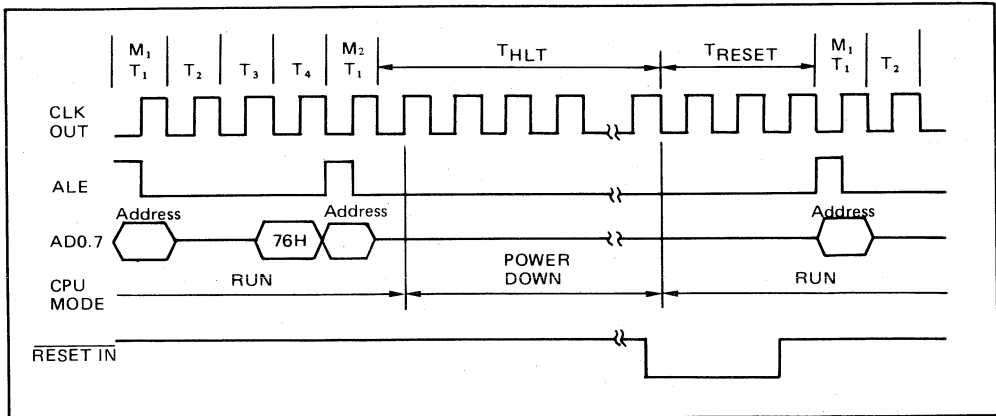 M₁ M₂
T₁ T₂ T₃ T₄ T₁ THLT TRESET M₁ T₁ T₂
CLK OUT
ALE
Address Address Address
AD0.7 76H
CPU MODE RUN POWER DOWN RUN
RESET IN